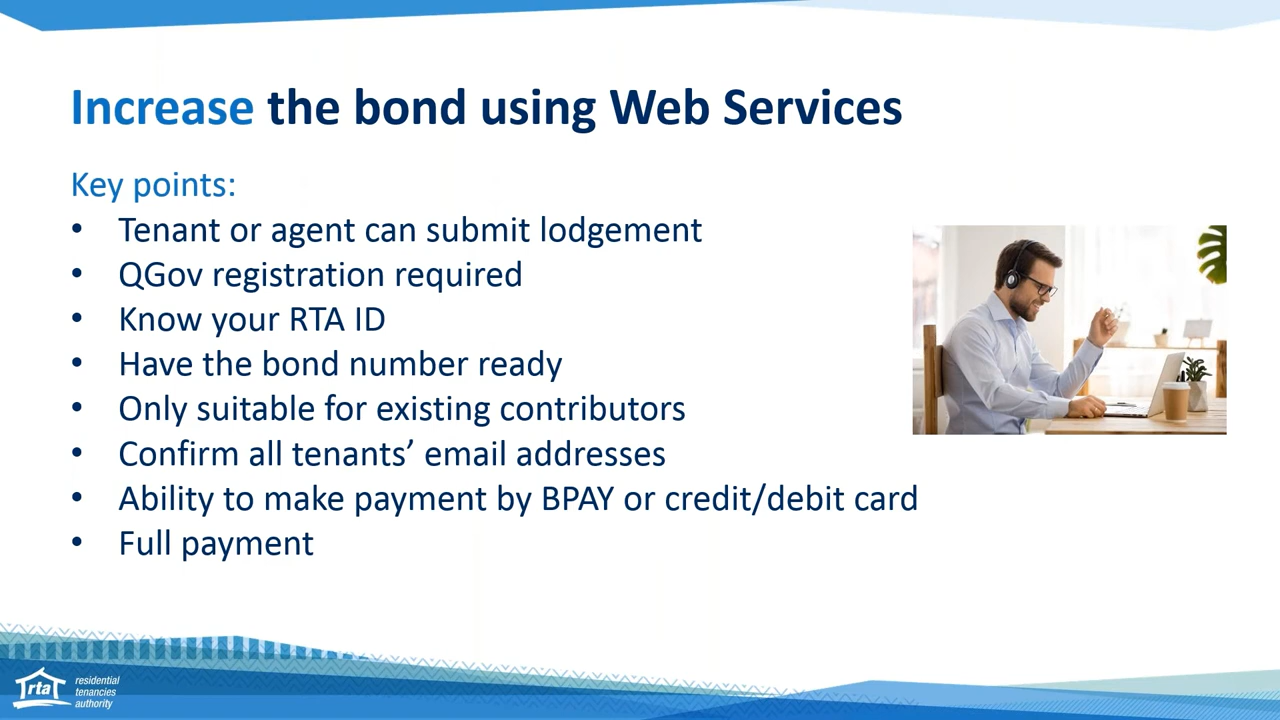 Increase the bond using Web Services
Key points:
• Tenant or agent can submit lodgement
• QGov registration required
• Know your RTA ID
• Have the bond number ready
• Only suitable for existing contributors
• Confirm all tenants’ email addresses
• Ability to make payment by BPAY or credit/debit card
• Full payment
rta
residential
tenancies
authority